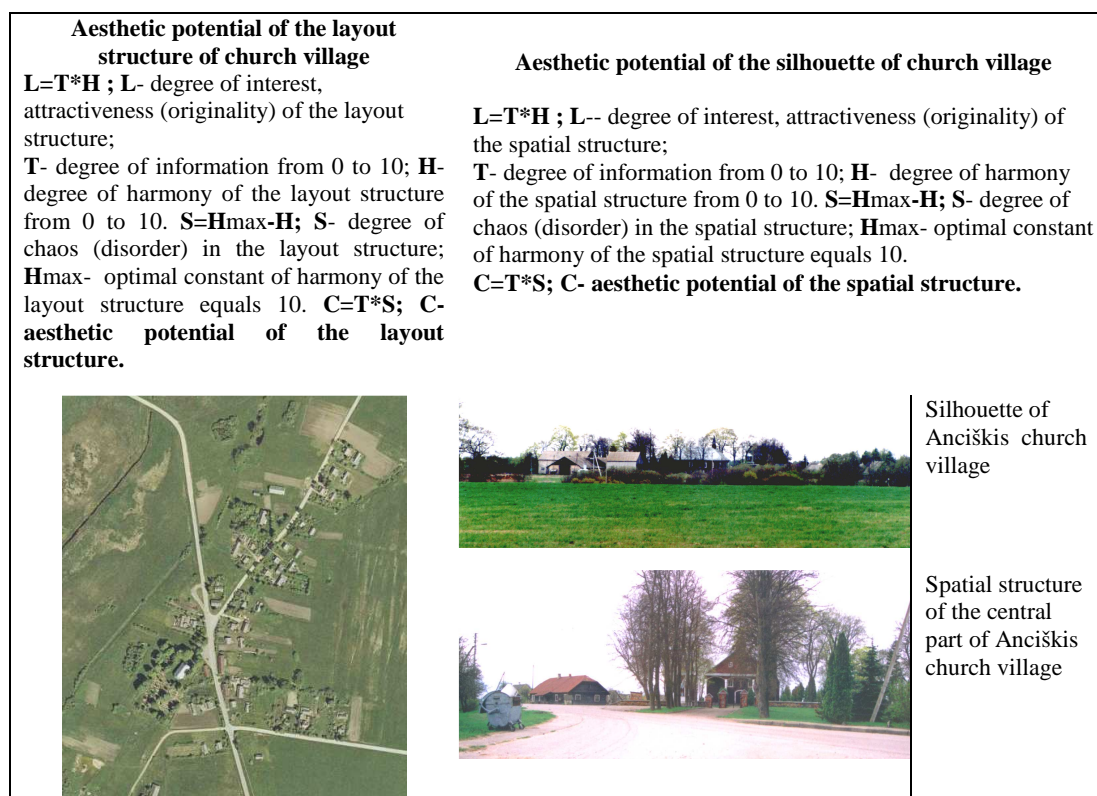 Aesthetic potential of the layout
structure of church village
L=T*H ; L- degree of interest,
attractiveness (originality) of the layout
structure;
T- degree of information from 0 to 10; H-
degree of harmony of the layout structure
from 0 to 10. S=Hmax-H; S- degree of
chaos (disorder) in the layout structure;
Hmax- optimal constant of harmony of the
layout structure equals 10. C=T*S; C-
aesthetic potential of the layout
structure.
Aesthetic potential of the silhouette of church village
L=T*H ; L-- degree of interest, attractiveness (originality) of
the spatial structure;
T- degree of information from 0 to 10; H- degree of harmony
of the spatial structure from 0 to 10. S=Hmax-H; S- degree of
chaos (disorder) in the spatial structure; Hmax- optimal constant
of harmony of the spatial structure equals 10.
C=T*S; C- aesthetic potential of the spatial structure.
Silhouette of
Anciškis church
village
Spatial structure
of the central
part of Anciškis
church village